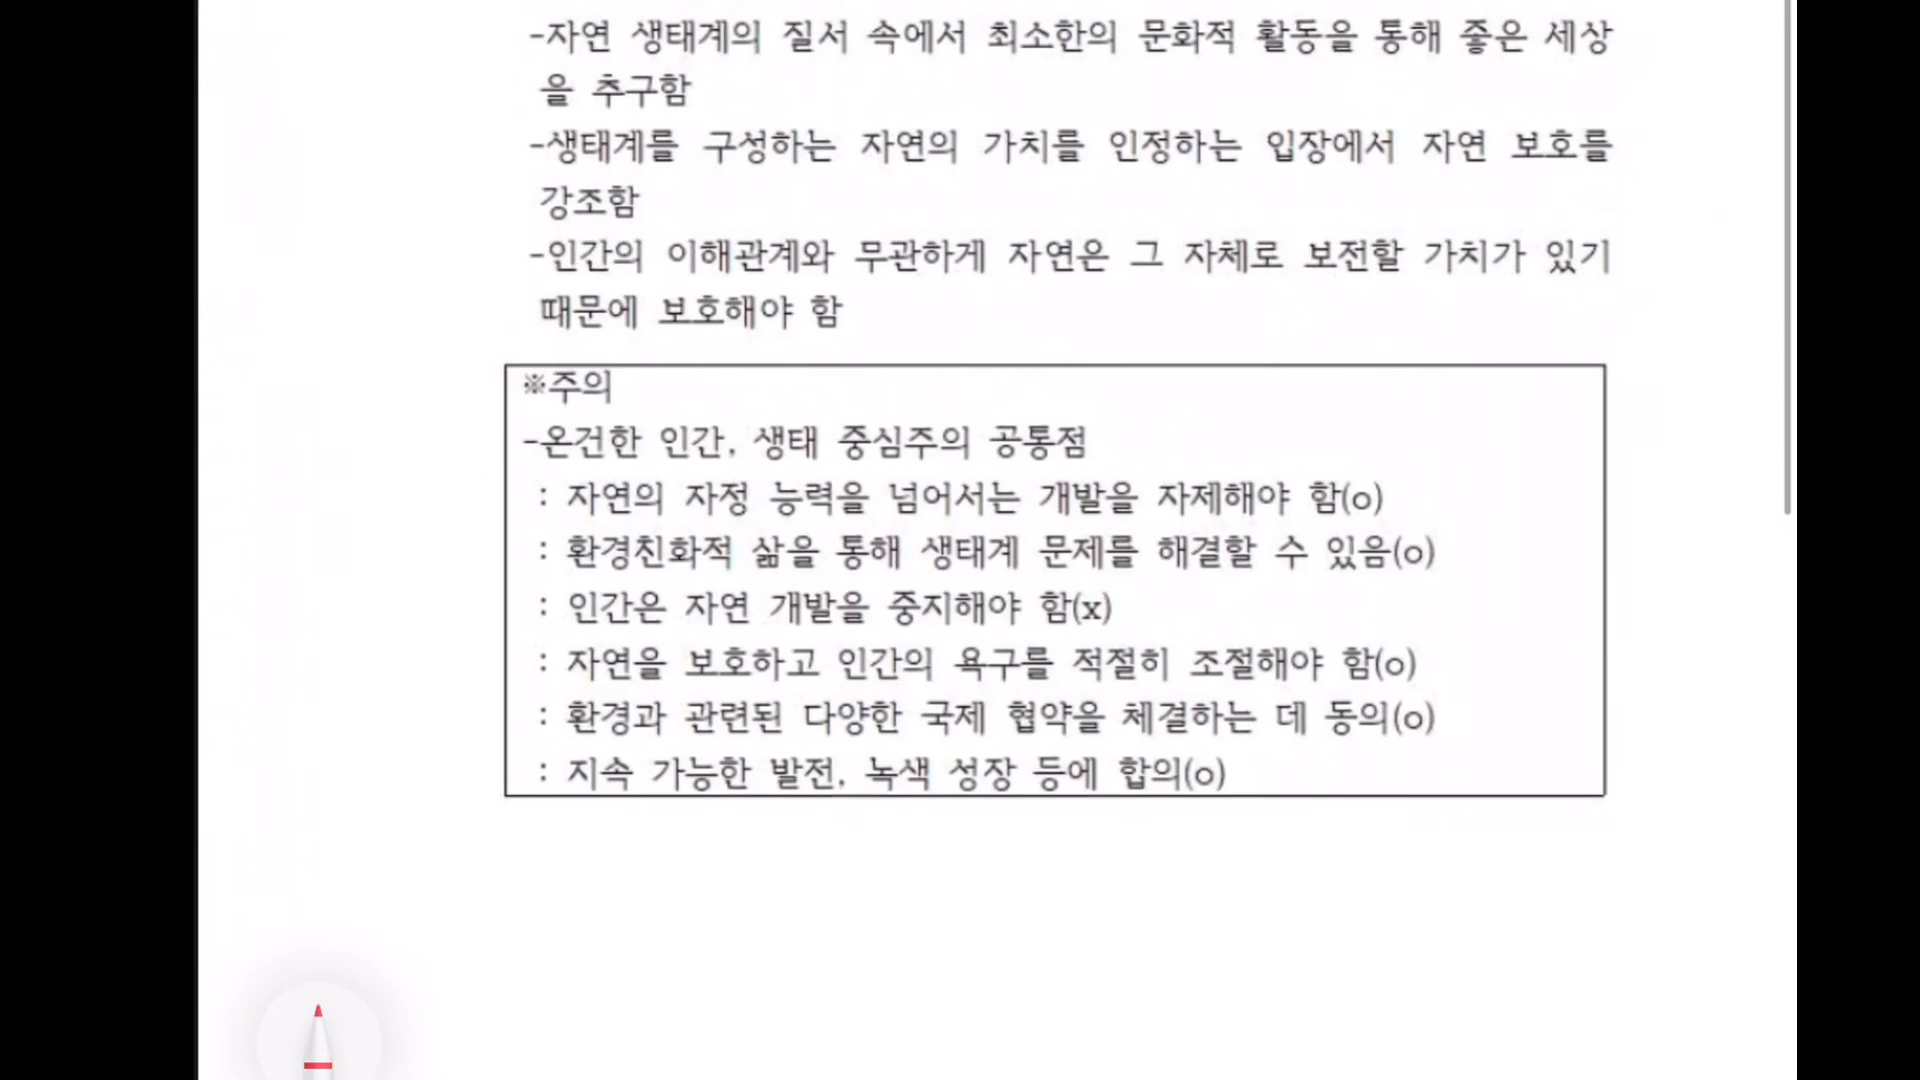 -자연 생태계의 질서 속에서 최소한의 문화적 활동을 통해 좋은 세상
을 추구함
-생태계를 구성하는 자연의 가치를 인정하는 입장에서 자연 보호를
강조함
-인간의 이해관계와 무관하게 자연은 그 자체로 보전할 가치가 있기
때문에 보호해야 함
※주의
-온건한 인간, 생태 중심주의 공통점
: 자연의 자정 능력을 넘어서는 개발을 자제해야 함(o)
: 환경친화적 삶을 통해 생태계 문제를 해결할 수 있음(o)
: 인간은 자연 개발을 중지해야 함(x)
: 자연을 보호하고 인간의 욕구를 적절히 조절해야 함(o)
: 환경과 관련된 다양한 국제 협약을 체결하는 데 동의(o)
: 지속 가능한 발전, 녹색 성장 등에 합의(o)